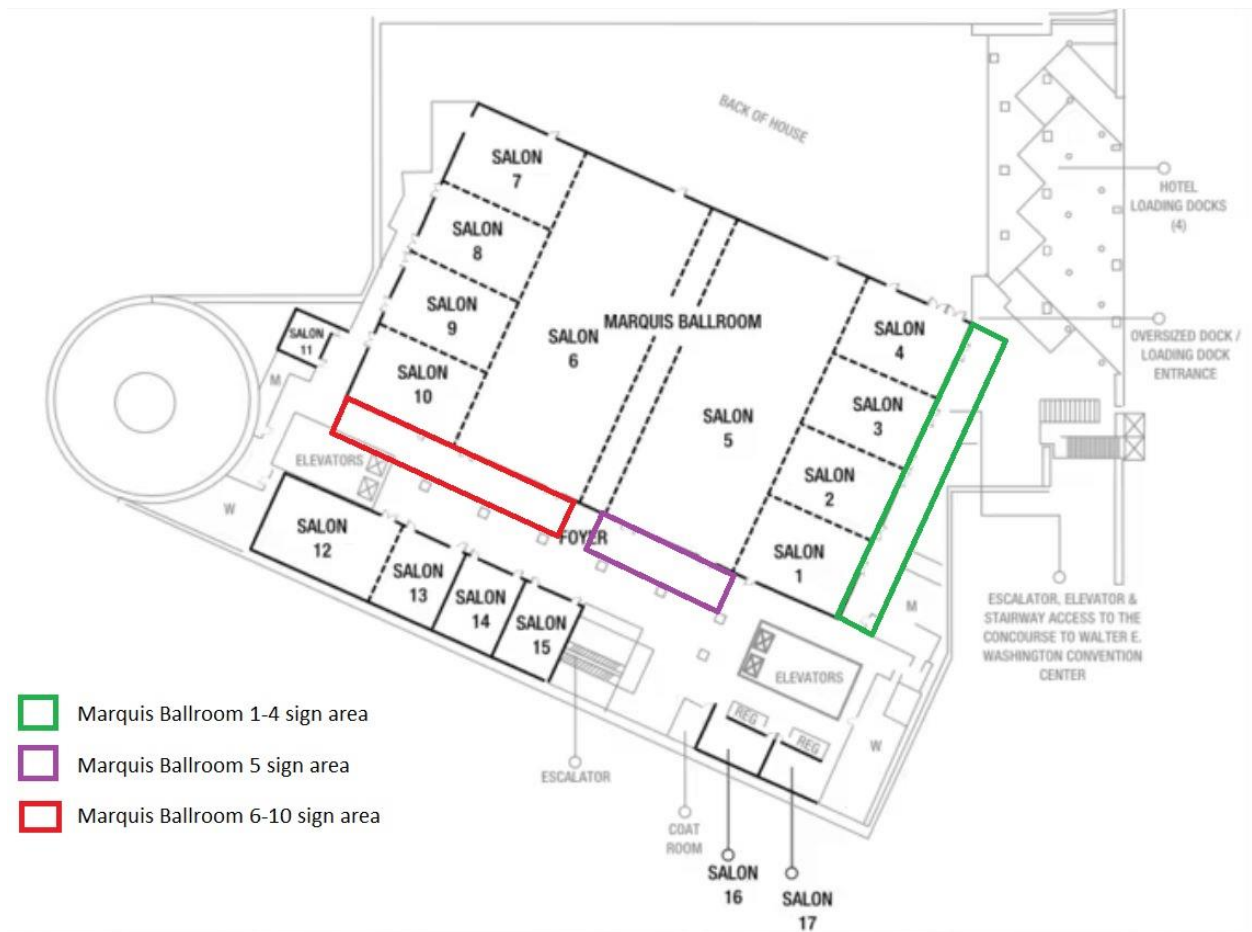 BACK OF HOUSE
HOTEL
LOADING DOCKS
(4)
SALON
7
SALON
8
SALON
9
SALON
10
SALON
11
M
SALON
6
MARQUIS BALLROOM
SALON
5
SALON
4
SALON
3
SALON
2
SALON
1
OVERSIZED DOCK /
LOADING DOCK
ENTRANCE
ELEVATORS
W
FOYER
SALON
12
SALON
13
SALON
14
SALON
15
M
ESCALATOR, ELEVATOR &
STAIRWAY ACCESS TO THE
CONCOURSE TO WALTER E.
WASHINGTON CONVENTION
CENTER
ELEVATORS
REG
REG
W
ESCALATOR
COAT
ROOM
SALON
16
SALON
17
Marquis Ballroom 1-4 sign area
Marquis Ballroom 5 sign area
Marquis Ballroom 6-10 sign area